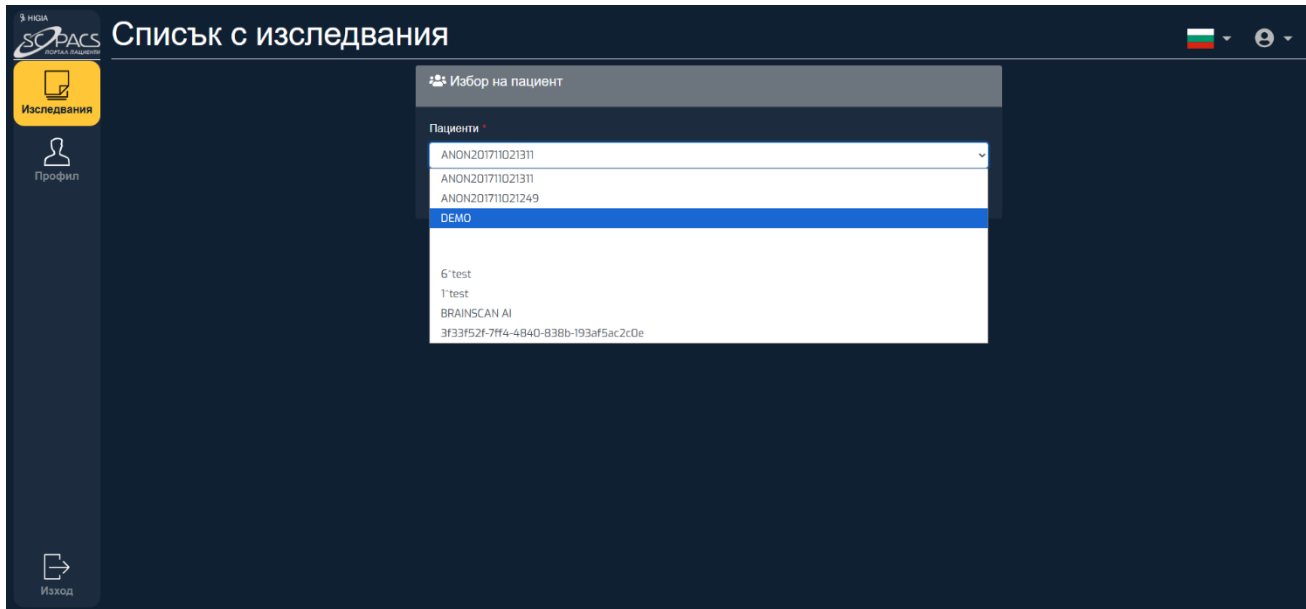 HIGIA
SCOPACS
ПОРТАЛ ПАЦИЕНТИ
Списък с изследвания
Изследвания
Профил
Изход
Избор на пациент
Пациенти *
ANON201711021311
ANON201711021311
ANON201711021249
DEMO
6^test
1^test
BRAINSCAN AI
3f33f52f-7ff4-4840-838b-193af5ac2c0e